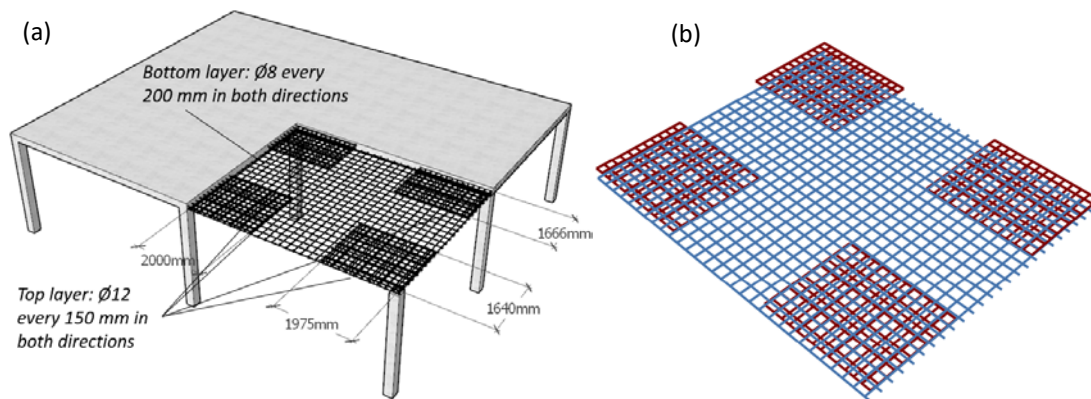 (a)
Bottom layer: Ø8 every
200 mm in both directions
1666mm
2000mm
1640mm
Top layer: Ø12
every 150 mm in
both directions
1975mm
(b)